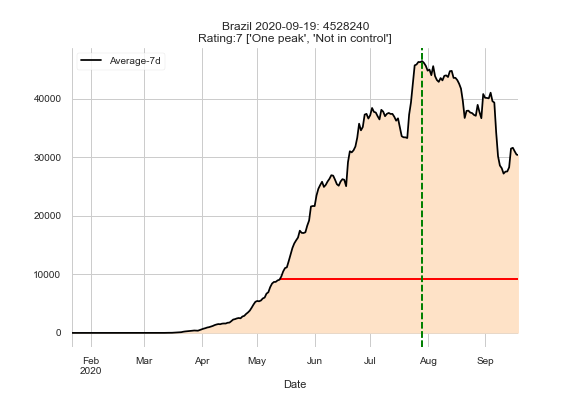 Brazil 2020-09-19: 4528240
Rating:7 ['One peak', 'Not in control']
Average-7d
40000
30000
20000
10000
0
Feb Mar Apr May Jun Jul Aug Sep
2020
Date